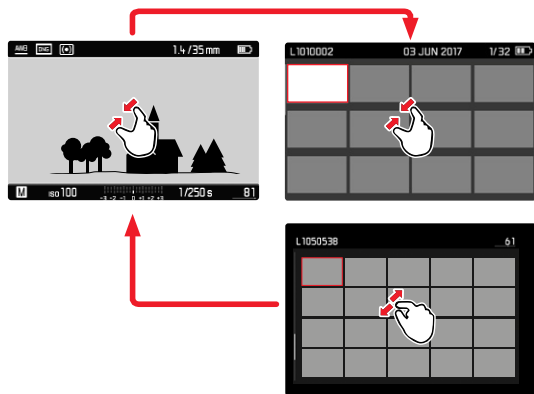 AWB DNG 1.4 /35 mm
M ISO 100 -3 -2 -1 0 +1 +2 +3 1/250 s 81
L1010002 03 JUN 2017 1/32
L1050538 61